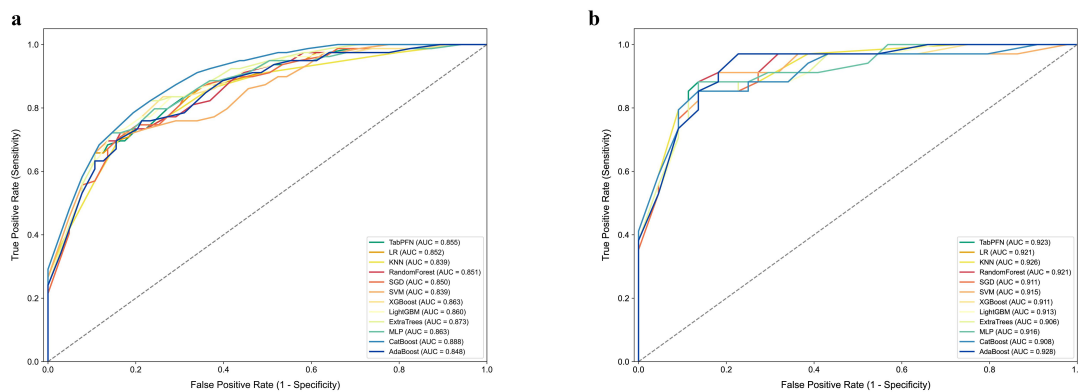 a
True Positive Rate (Sensitivity)
1.0
0.8
0.6
0.4
0.2
0.0
TabPFN (AUC = 0.855)
LR (AUC = 0.852)
KNN (AUC = 0.839)
RandomForest (AUC = 0.851)
SGD (AUC = 0.850)
SVM (AUC = 0.839)
XGBoost (AUC = 0.863)
LightGBM (AUC = 0.860)
ExtraTrees (AUC = 0.873)
MLP (AUC = 0.863)
CatBoost (AUC = 0.888)
AdaBoost (AUC = 0.848)
0.0 0.2 0.4 0.6 0.8 1.0
False Positive Rate (1 - Specificity)
b
True Positive Rate (Sensitivity)
1.0
0.8
0.6
0.4
0.2
0.0
TabPFN (AUC = 0.923)
LR (AUC = 0.921)
KNN (AUC = 0.926)
RandomForest (AUC = 0.921)
SGD (AUC = 0.911)
SVM (AUC = 0.915)
XGBoost (AUC = 0.911)
LightGBM (AUC = 0.913)
ExtraTrees (AUC = 0.906)
MLP (AUC = 0.916)
CatBoost (AUC = 0.908)
AdaBoost (AUC = 0.928)
0.0 0.2 0.4 0.6 0.8 1.0
False Positive Rate (1 - Specificity)